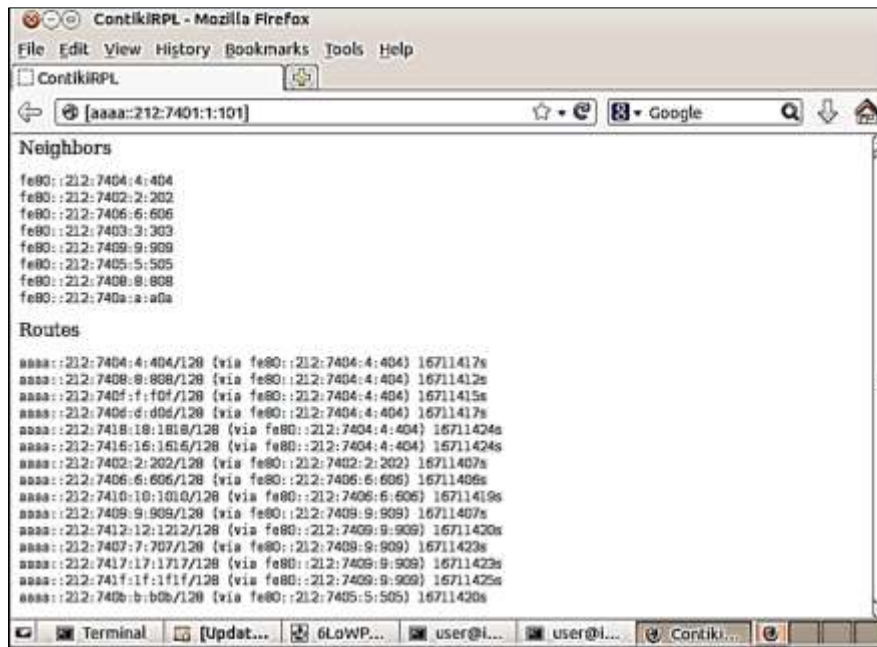 ContikiRPL - Mozilla Firefox
File Edit View History Bookmarks Tools Help
ContikiRPL
[aaaa::212:7401:1:101]
Google
Neighbors
fe80::212:7404:4:404
fe80::212:7402:2:202
fe80::212:7406:6:606
fe80::212:7403:3:303
fe80::212:7409:9:909
fe80::212:7405:5:505
fe80::212:7408:8:808
fe80::212:740a:a:a0a
Routes
aaaa::212:7404:4:404/128 (via fe80::212:7404:4:404) 16711417s
aaaa::212:7408:8:808/128 (via fe80::212:7404:4:404) 16711412s
aaaa::212:740f:f:f0f/128 (via fe80::212:7404:4:404) 16711415s
aaaa::212:740d:d:d0d/128 (via fe80::212:7404:4:404) 16711417s
aaaa::212:7418:18:1818/128 (via fe80::212:7404:4:404) 16711424s
aaaa::212:7416:16:1616/128 (via fe80::212:7404:4:404) 16711424s
aaaa::212:7402:2:202/128 (via fe80::212:7402:2:202) 16711407s
aaaa::212:7406:6:606/128 (via fe80::212:7406:6:606) 16711406s
aaaa::212:7410:10:1010/128 (via fe80::212:7406:6:606) 16711419s
aaaa::212:7409:9:909/128 (via fe80::212:7409:9:909) 16711407s
aaaa::212:7412:12:1212/128 (via fe80::212:7409:9:909) 16711420s
aaaa::212:7407:7:707/128 (via fe80::212:7409:9:909) 16711423s
aaaa::212:7417:17:1717/128 (via fe80::212:7409:9:909) 16711423s
aaaa::212:741f:1f:1f1f/128 (via fe80::212:7409:9:909) 16711425s
aaaa::212:740b:b:b0b/128 (via fe80::212:7405:5:505) 16711420s
Terminal [Updat... 6LoWP... user@i... user@i... Contiki...